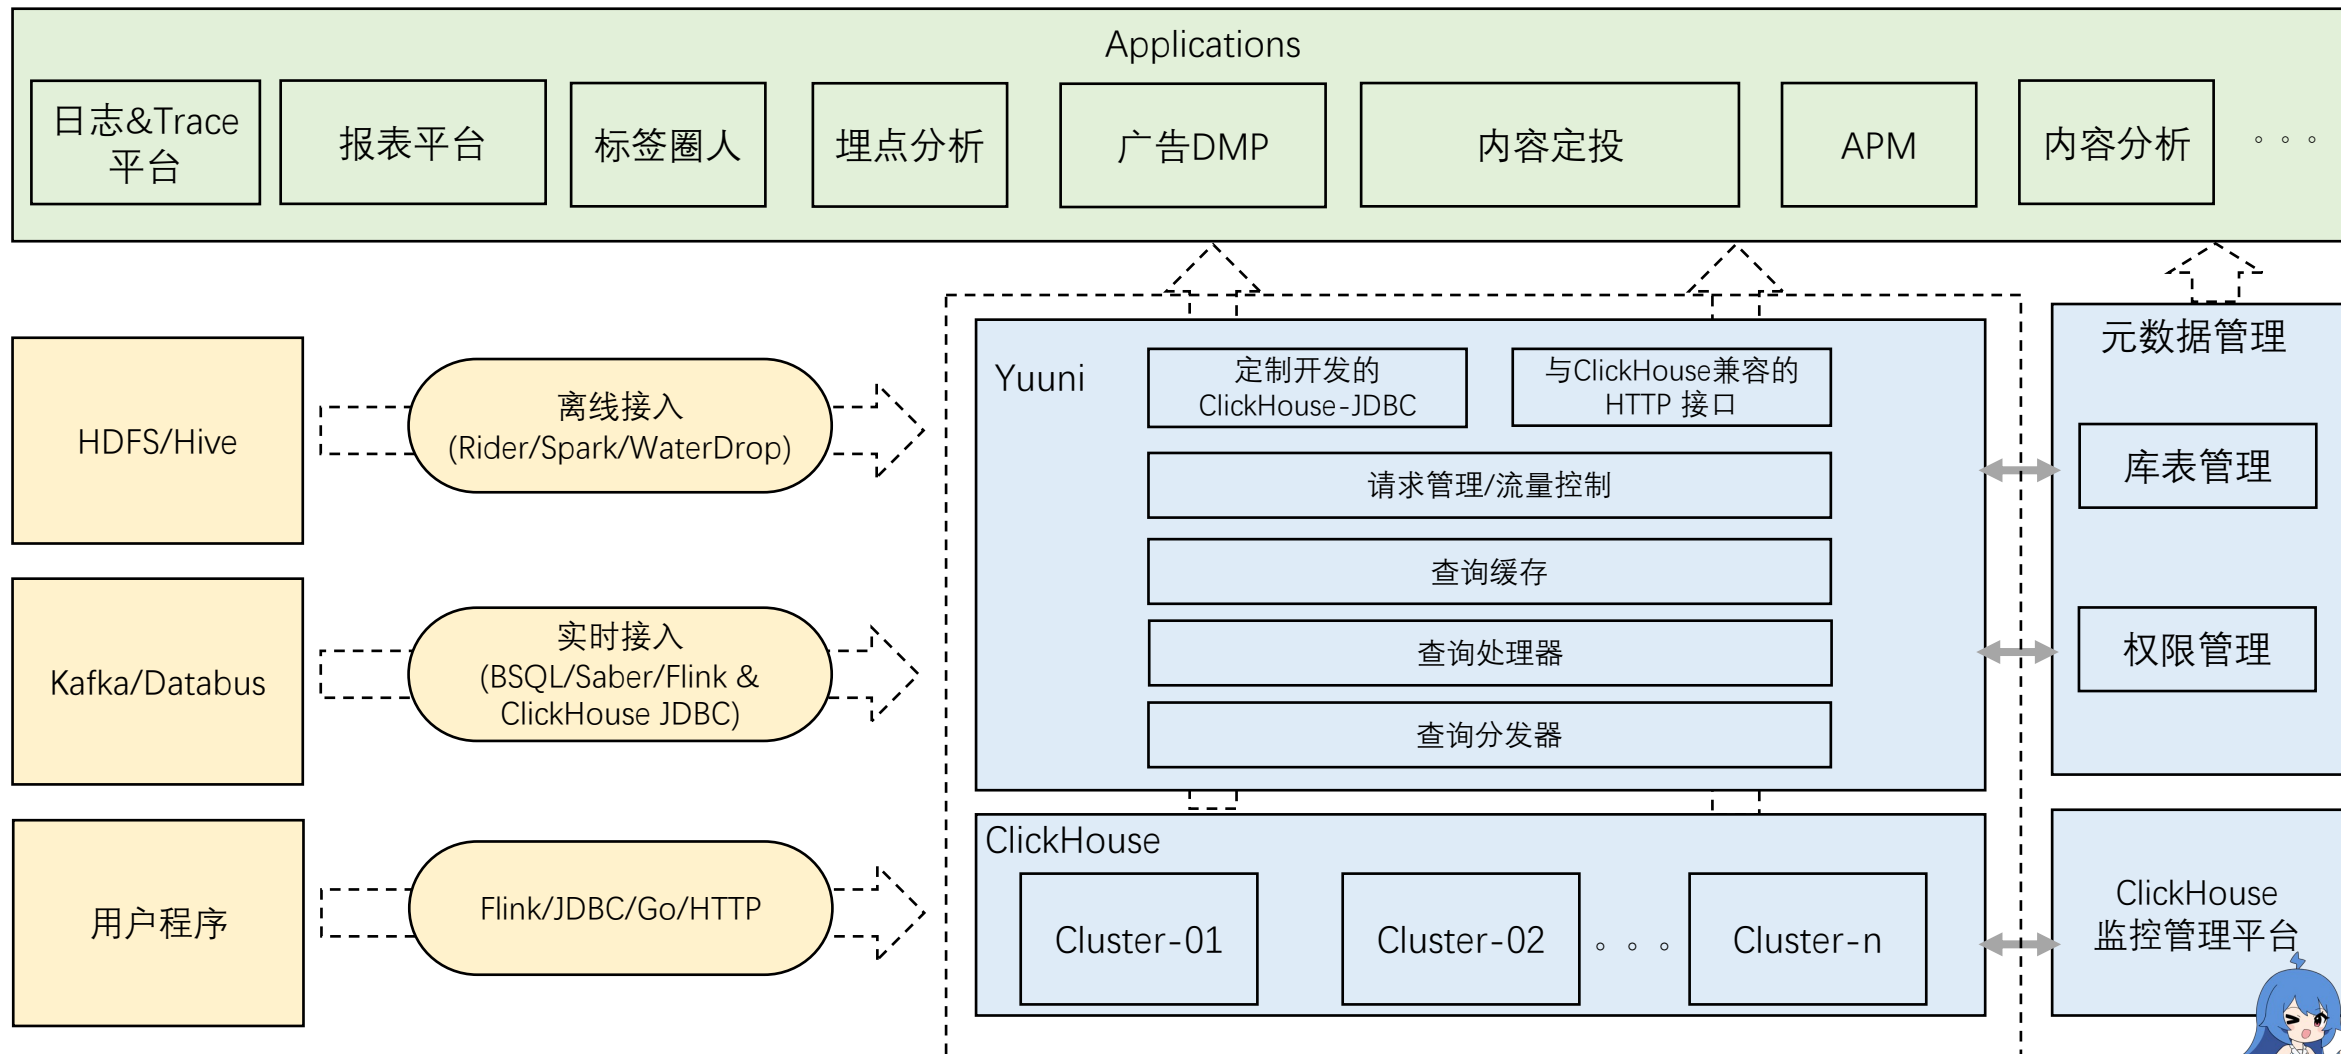 Applications
日志&Trace
平台
报表平台
标签圈人
埋点分析
广告DMP
内容定投
APM
内容分析
。。。
HDFS/Hive
离线接入
(Rider/Spark/WaterDrop)
Kafka/Databus
实时接入
(BSQL/Saber/Flink &
ClickHouse JDBC)
用户程序
Flink/JDBC/Go/HTTP
Yuuni
定制开发的
ClickHouse-JDBC
与ClickHouse兼容的
HTTP 接口
请求管理/流量控制
查询缓存
查询处理器
查询分发器
ClickHouse
Cluster-01
Cluster-02
。。。
Cluster-n
元数据管理
库表管理
权限管理
ClickHouse
监控管理平台